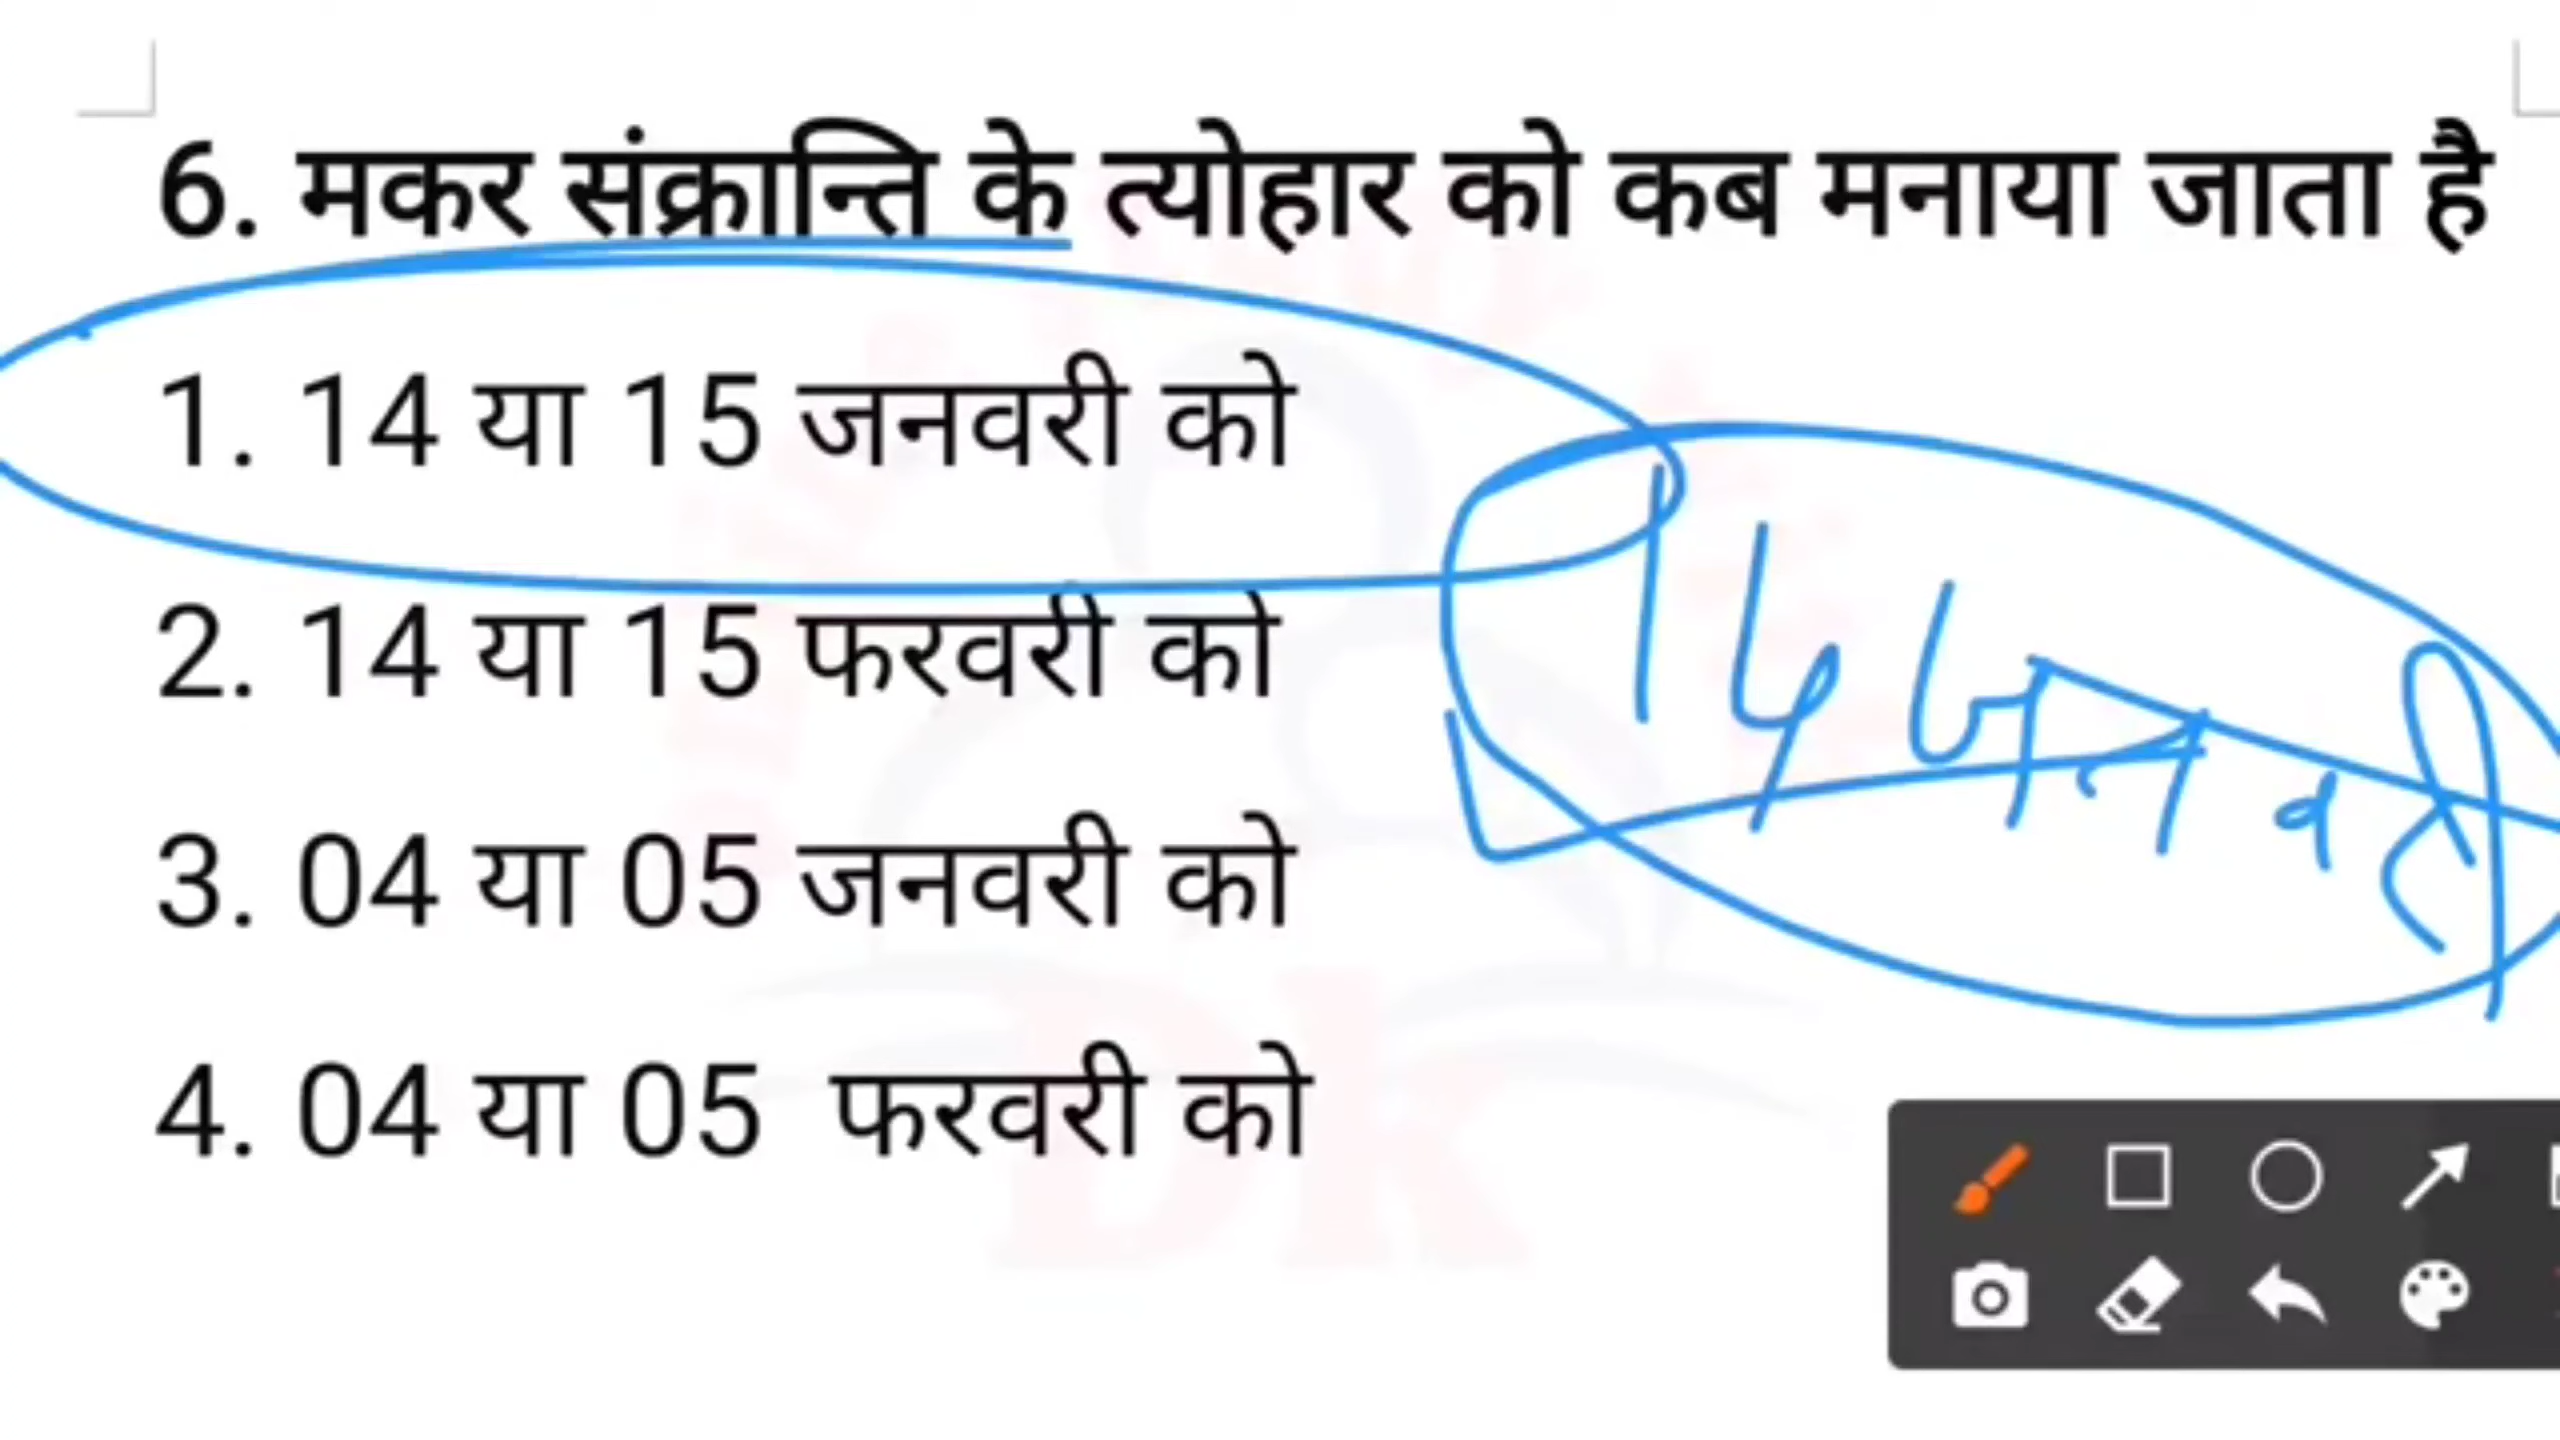 6. मकर संक्रान्ति के त्योहार को कब मनाया जाता है
1. 14 या 15 जनवरी को
2. 14 या 15 फरवरी को
3. 04 या 05 जनवरी को
4. 04 या 05 फरवरी को
14 जनवरी
DK